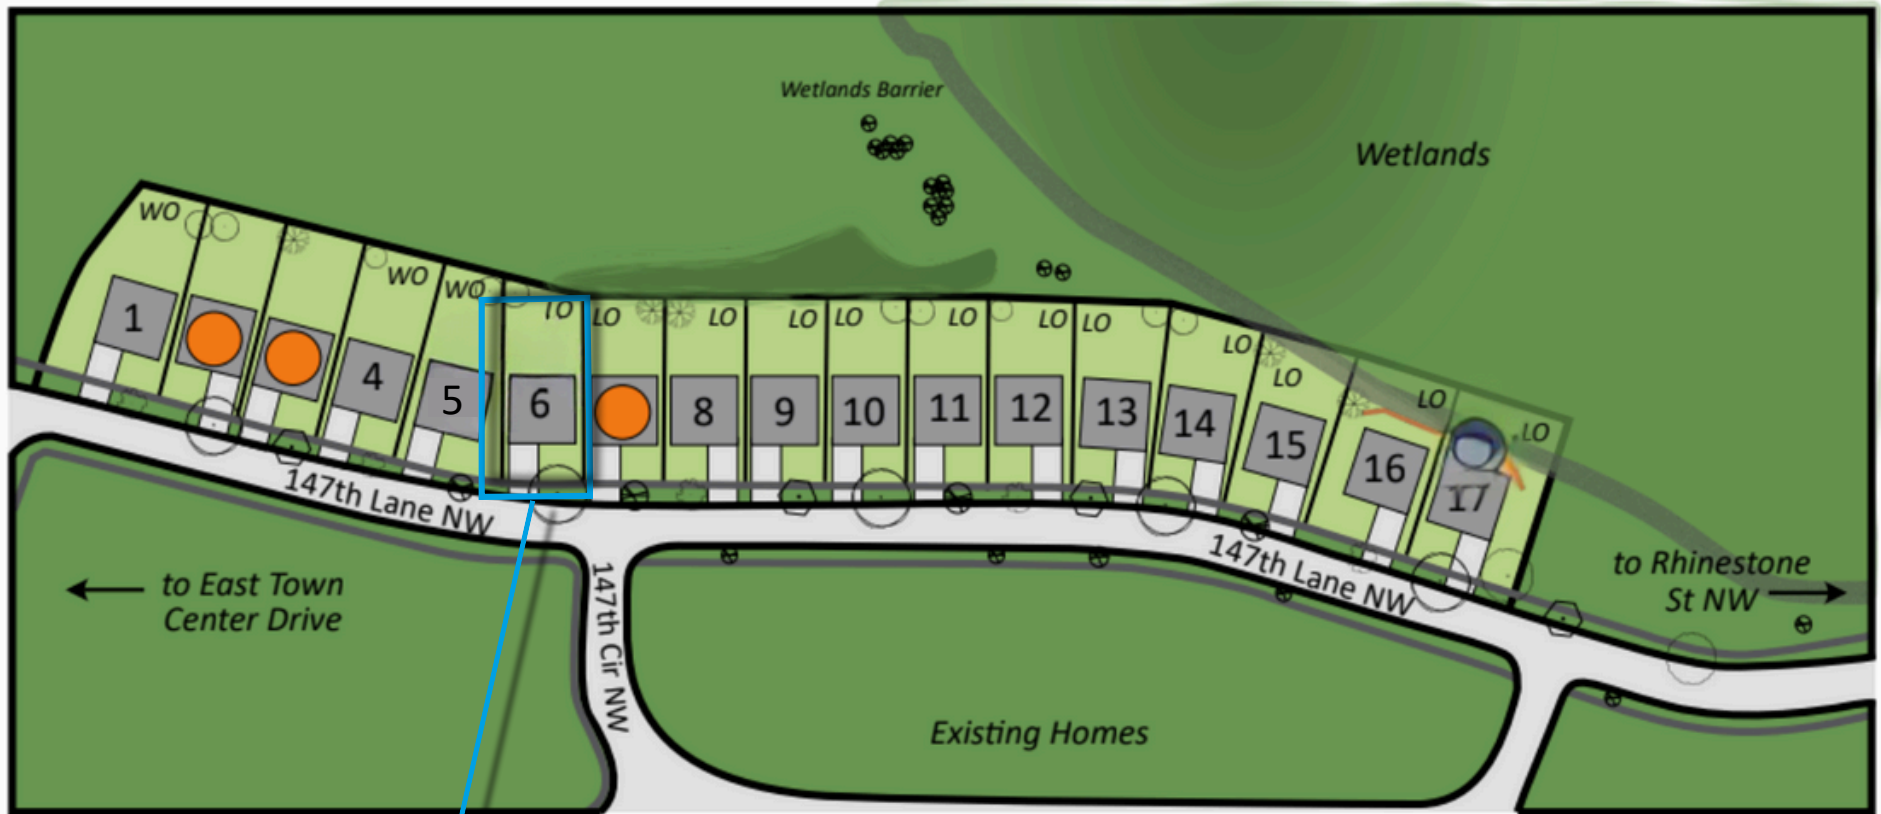 Wetlands Barrier
Wetlands
WO
WO
WO
LO
LO
LO
LO
LO
LO
LO
LO
LO
LO
LO
1
4
5
6
8
9
10
11
12
13
14
15
16
17
147th Lane NW
147th Lane NW
147th Cir NW
to East Town
Center Drive
to Rhinestone
St NW
Existing Homes